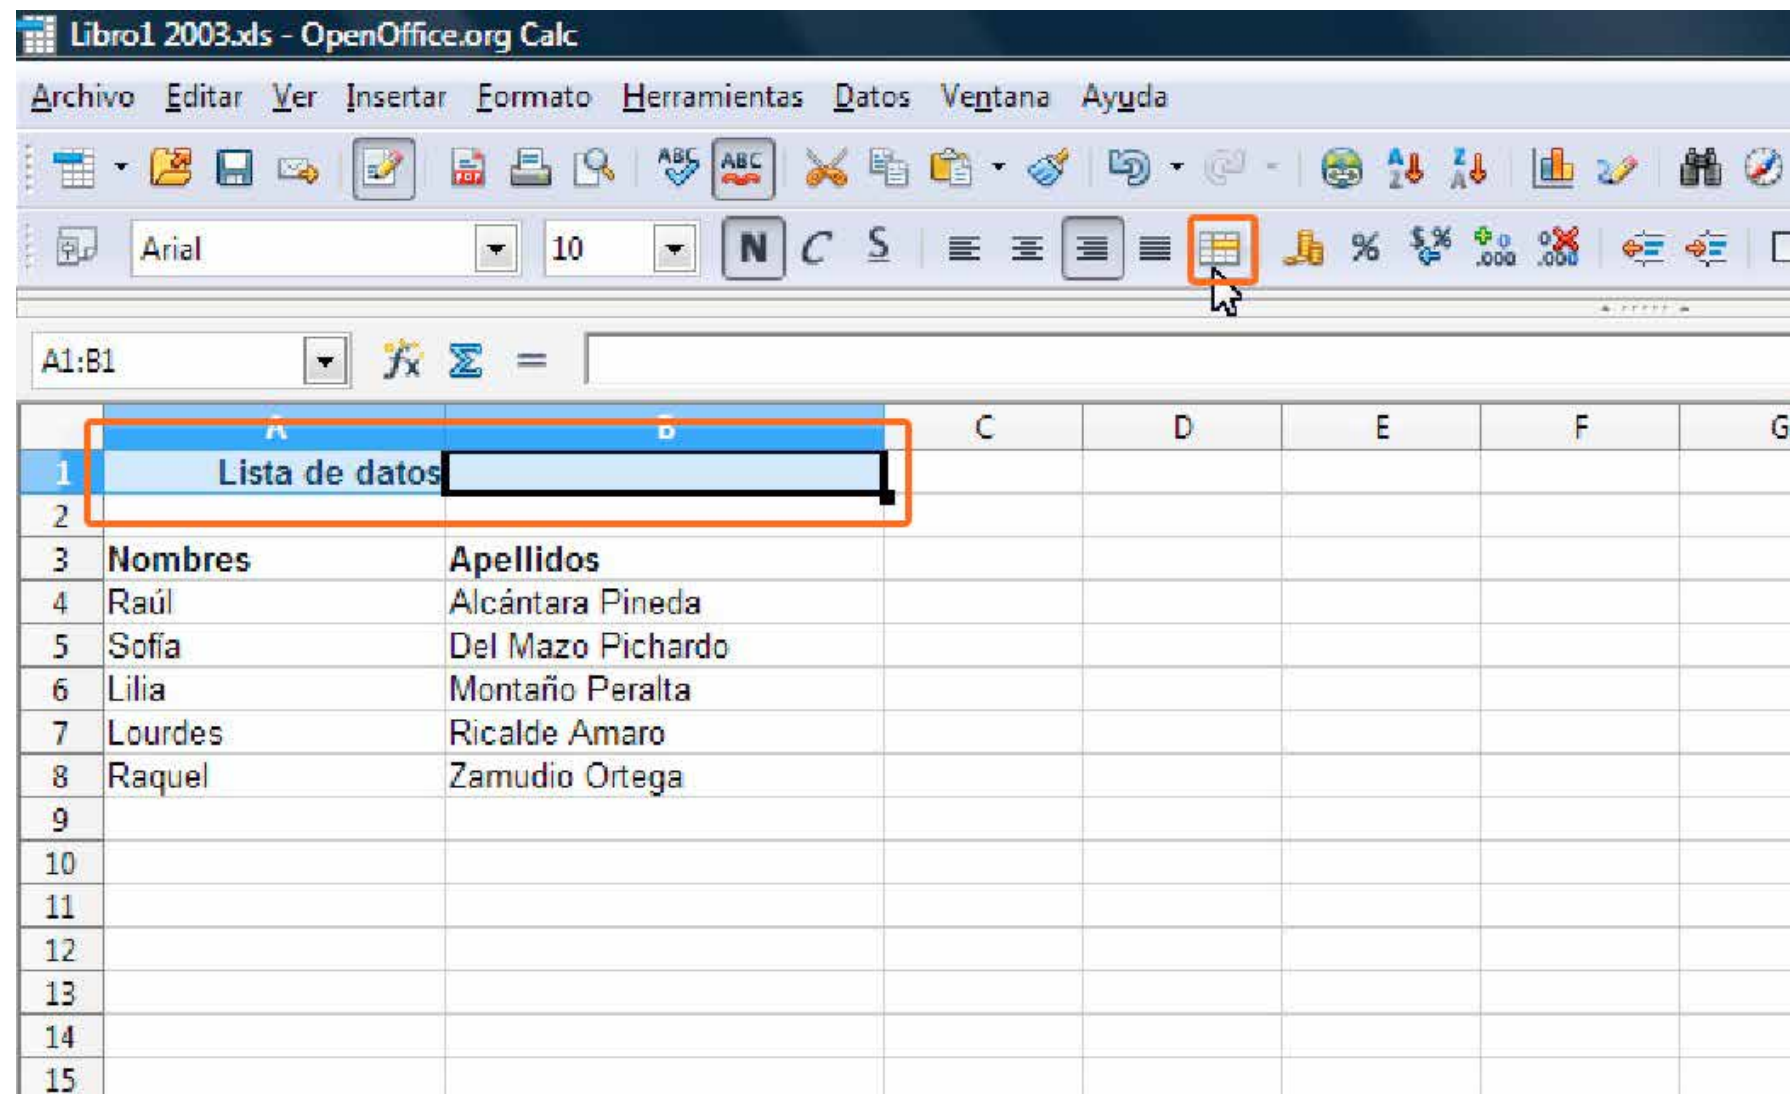 Libro1 2003.xls - OpenOffice.org Calc
Archivo Editar Ver Insertar Formato Herramientas Datos Ventana Ayuda
Arial 10 N C S
A1:B1
A B C D E F G
1 Lista de datos
2
3 Nombres Apellidos
4 Raúl Alcántara Pineda
5 Sofía Del Mazo Pichardo
6 Lilia Montaño Peralta
7 Lourdes Ricalde Amaro
8 Raquel Zamudio Ortega
9
10
11
12
13
14
15